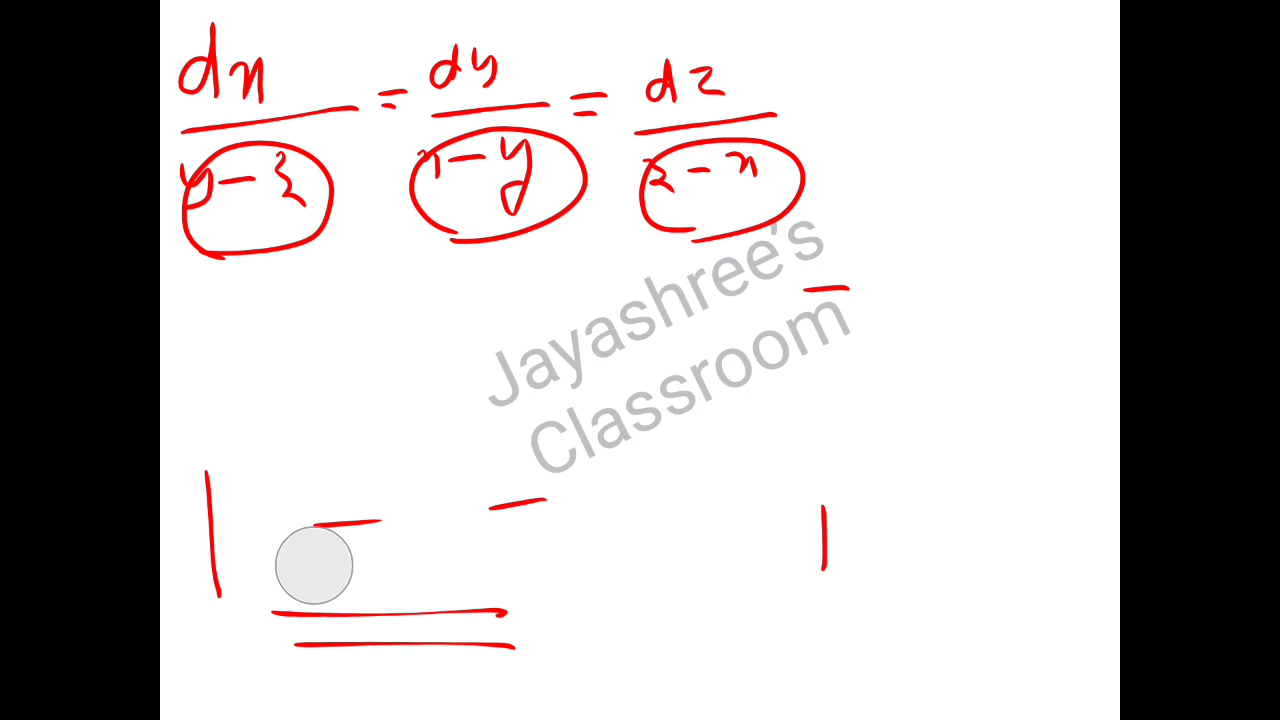 dx = dy = dz
y-z x-y z-x
Jayashree's
Classroom